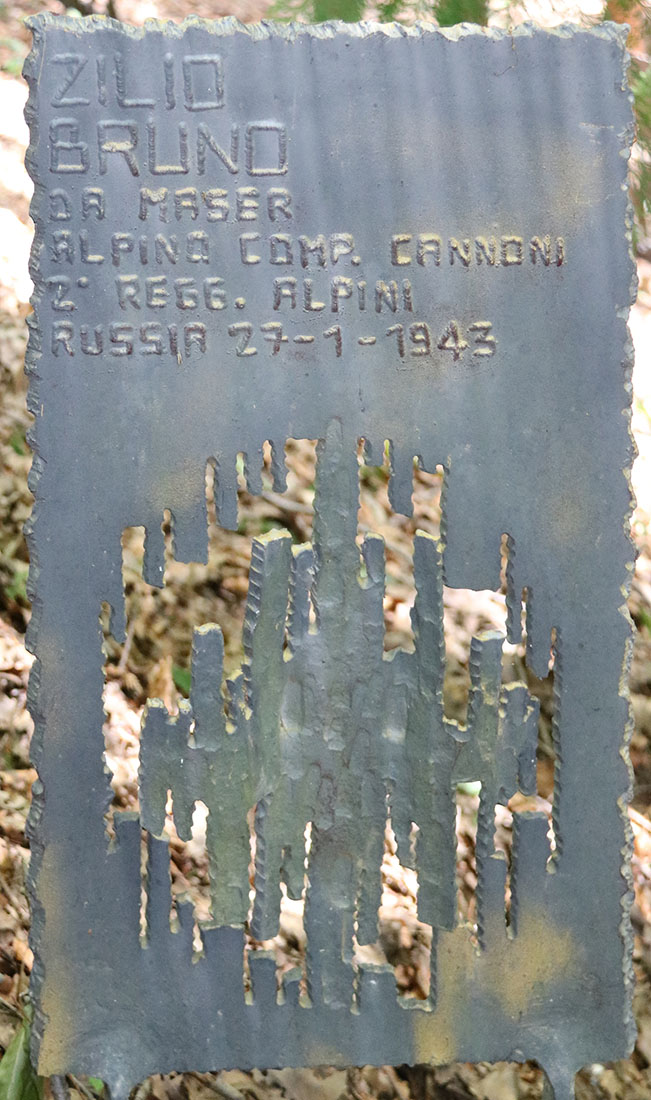 ZILIO
BRUNO
DA MASER
ALPINO COMP. CANNONI
2° REGG. ALPINI
RUSSIA 27-1-1943